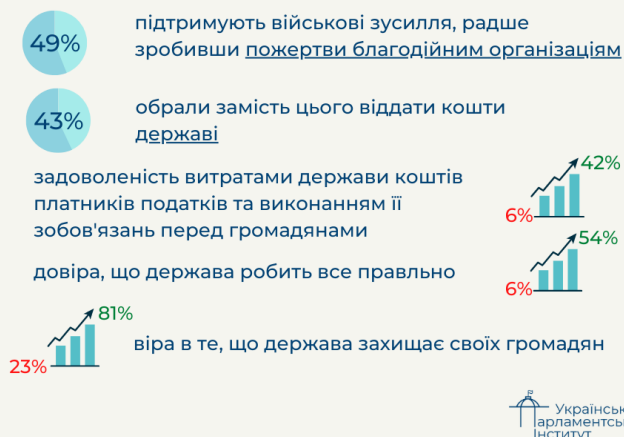 49%
підтримують військові зусилля, радше
зробивши пожертви благодійним організаціям
43%
обрали замість цього віддати кошти
державі
задоволеність витратами держави коштів
платників податків та виконанням її
зобов'язань перед громадянами
6%
42%
довіра, що держава робить все правльно
6%
54%
23%
81%
віра в те, що держава захищає своїх громадян
Українськ
арламентсь
Інститут